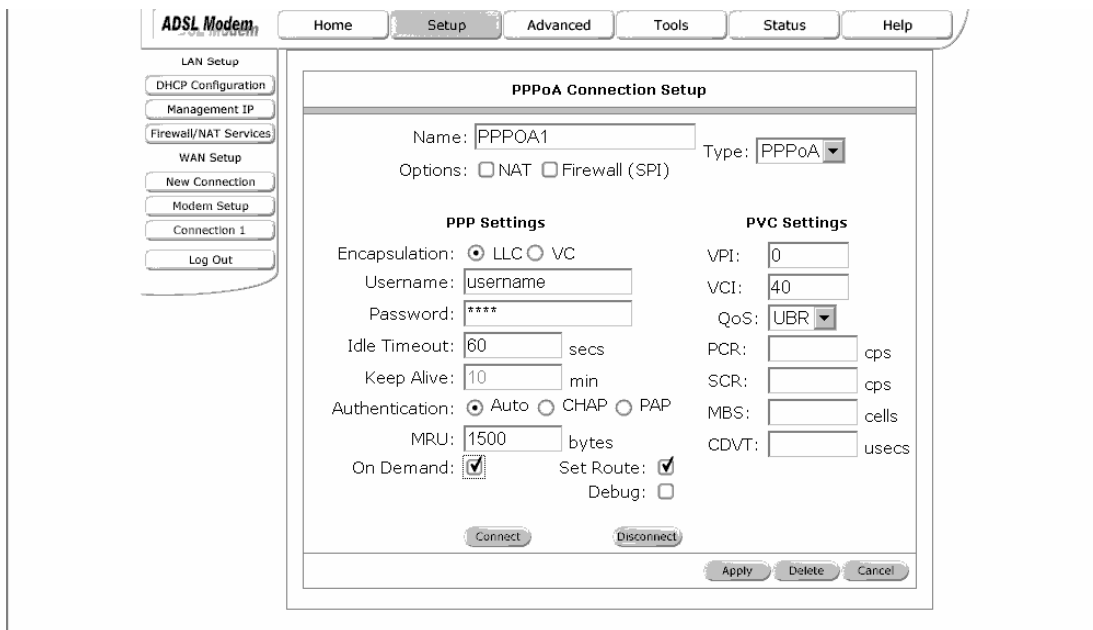 ADSL Modem
Home Setup Advanced Tools Status Help
LAN Setup
DHCP Configuration
Management IP
Firewall/NAT Services
WAN Setup
New Connection
Modem Setup
Connection 1
Log Out
PPPoA Connection Setup
Name: PPPOA1
Type: PPPoA
Options: NAT Firewall (SPI)
PPP Settings
Encapsulation: LLC VC
Username: username
Password: ****
Idle Timeout: 60 secs
Keep Alive: 10 min
Authentication: Auto CHAP PAP
MRU: 1500 bytes
On Demand: Set Route:
Debug:
PVC Settings
VPI: 0
VCI: 40
QoS: UBR
PCR: cps
SCR: cps
MBS: cells
CDVT: usecs
Connect Disconnect
Apply Delete Cancel